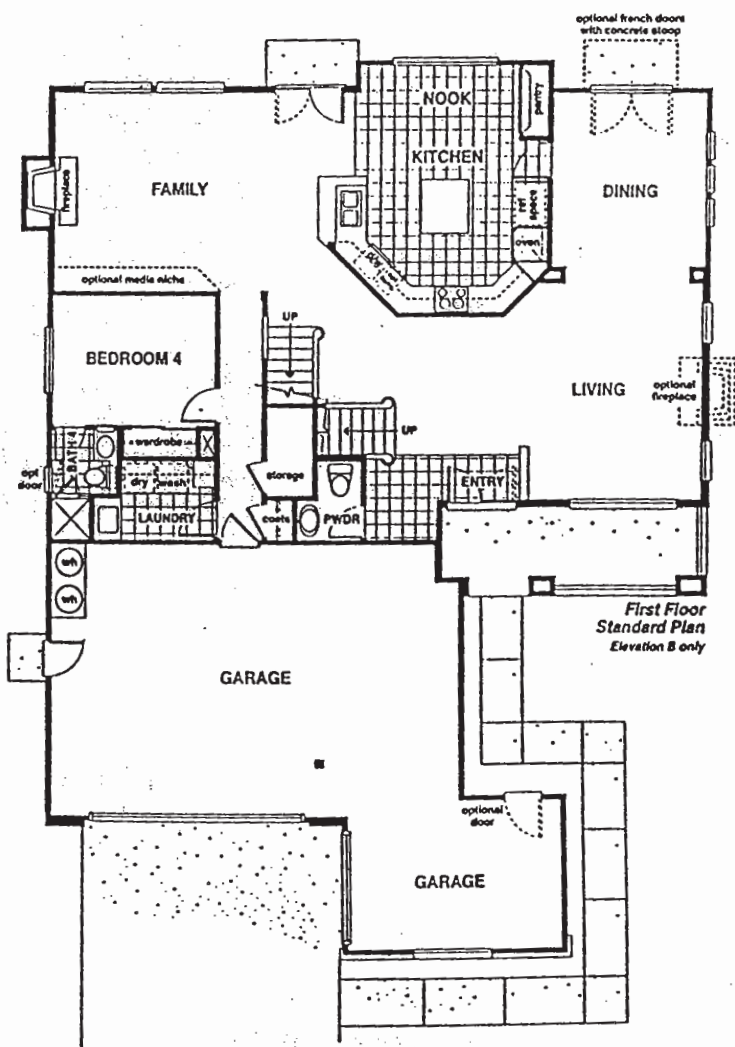 optional french doors
with concrete stoop
NOOK
pantry
KITCHEN
FAMILY
fireplace
DINING
ref
space
oven
optional media niche
UP
BEDROOM 4
LIVING
optional
fireplace
UP
wardrobe
BATH 4
opt
door
dry
wash
storage
ENTRY
LAUNDRY
coats
PWDR
wh
wh
First Floor
Standard Plan
Elevation B only
GARAGE
optional
door
GARAGE